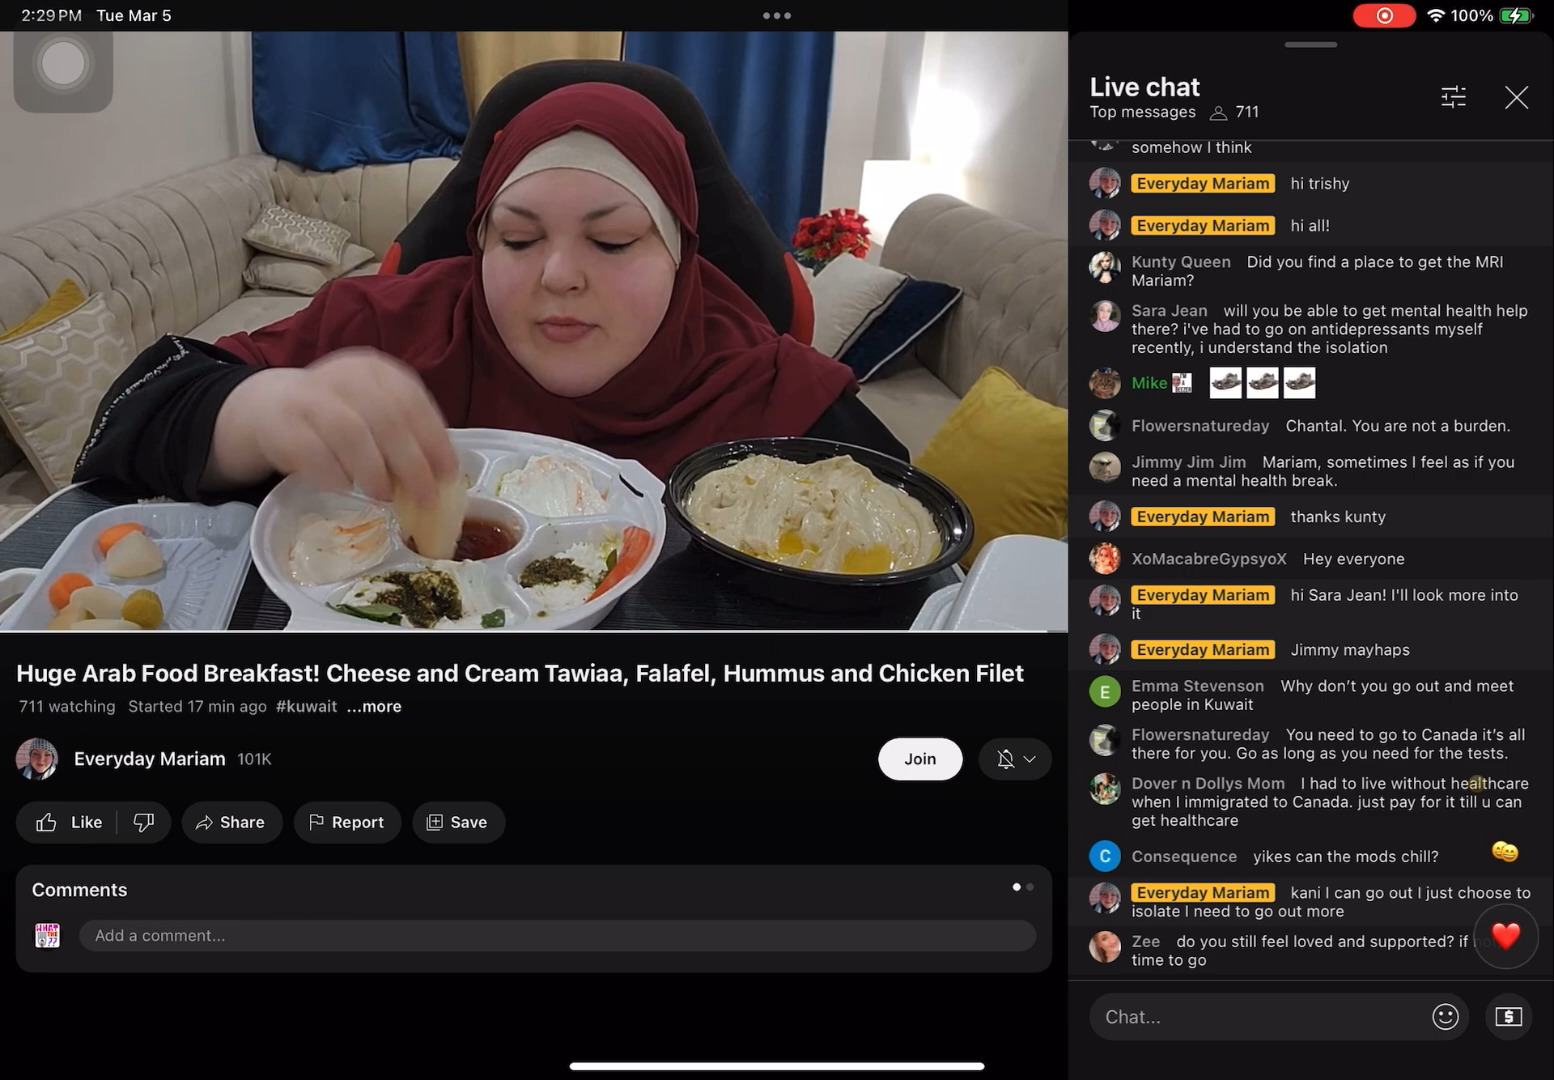 2:29 PM Tue Mar 5
100%
Live chat
Top messages 711
somehow I think
Everyday Mariam hi trishy
Everyday Mariam hi all!
Kunty Queen Did you find a place to get the MRI
Mariam?
Sara Jean will you be able to get mental health help
there? i've had to go on antidepressants myself
recently, i understand the isolation
Mike
Flowersnatureday Chantal. You are not a burden.
Jimmy Jim Jim Mariam, sometimes I feel as if you
need a mental health break.
Everyday Mariam thanks kunty
XoMacabreGypsyoX Hey everyone
Everyday Mariam hi Sara Jean! I'll look more into
it
Everyday Mariam Jimmy mayhaps
Emma Stevenson Why don't you go out and meet
E
people in Kuwait
Flowersnatureday You need to go to Canada it's all
there for you. Go as long as you need for the tests.
Dover n Dollys Mom I had to live without healthcare
when I immigrated to Canada. just pay for it till u can
get healthcare
C Consequence yikes can the mods chill?
Everyday Mariam kani I can go out I just choose to
isolate I need to go out more
Zee do you still feel loved and supported? if
time to go
Chat...
$
Huge Arab Food Breakfast! Cheese and Cream Tawiaa, Falafel, Hummus and Chicken Filet
711 watching Started 17 min ago #kuwait ...more
Everyday Mariam 101K
Join
Like
Share
Report
Save
Comments
WHAT
THE
??
Add a comment...